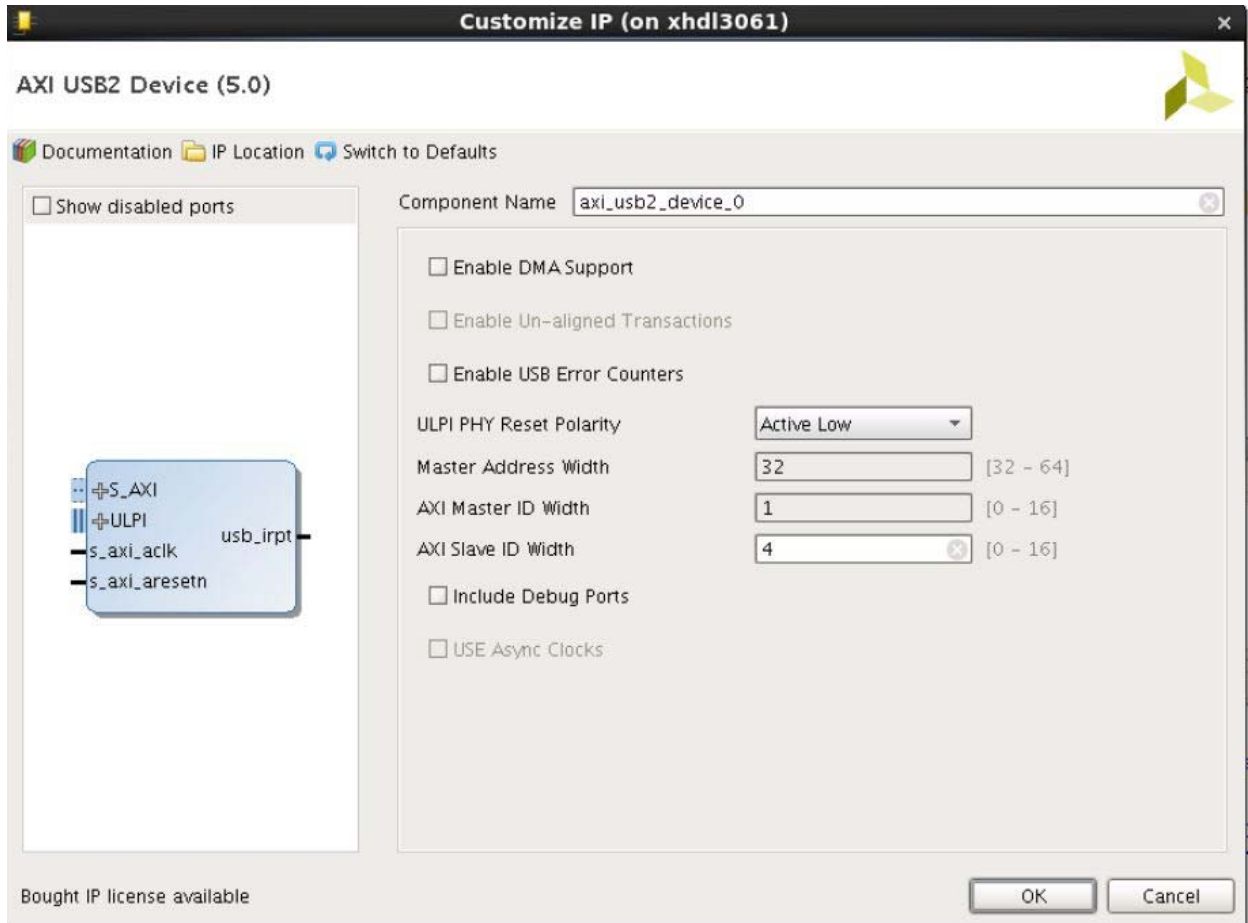 Customize IP (on xhdl3061)
AXI USB2 Device (5.0)
Documentation IP Location Switch to Defaults
Show disabled ports
Component Name axi_usb2_device_0
Enable DMA Support
Enable Un-aligned Transactions
Enable USB Error Counters
ULPI PHY Reset Polarity Active Low
Master Address Width 32 [32 - 64]
AXI Master ID Width 1 [0 - 16]
AXI Slave ID Width 4 [0 - 16]
Include Debug Ports
USE Async Clocks
S_AXI
ULPI
s_axi_aclk
s_axi_aresetn
usb_irpt
Bought IP license available
OK Cancel